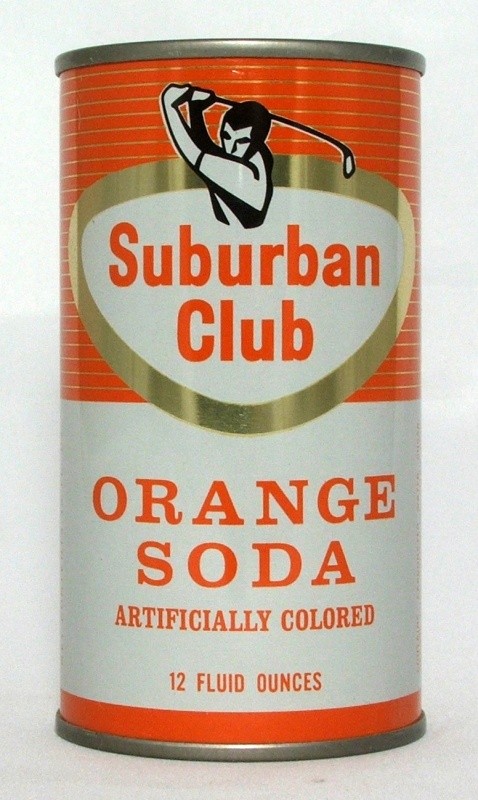 Suburban
Club
ORANGE
SODA
ARTIFICIALLY COLORED
12 FLUID OUNCES